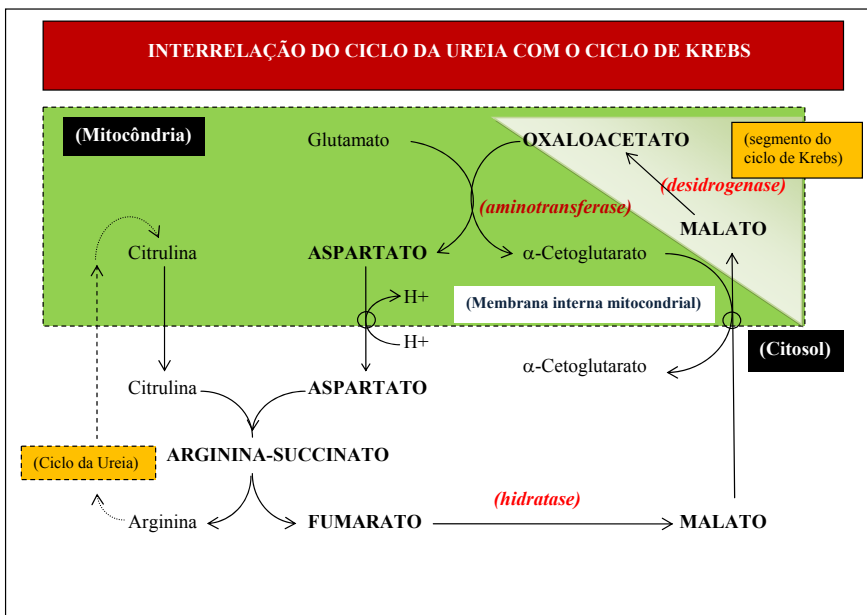 INTERRELAÇÃO DO CICLO DA UREIA COM O CICLO DE KREBS
(Mitocôndria)
Glutamato
OXALOACETATO
(segmento do
ciclo de Krebs)
(desidrogenase)
(aminotransferase)
MALATO
Citrulina
ASPARTATO
α-Cetoglutarato
H+
(Membrana interna mitocondrial)
H+
(Citosol)
α-Cetoglutarato
Citrulina
ASPARTATO
ARGININA-SUCCINATO
(Ciclo da Ureia)
(hidratase)
Arginina
FUMARATO
MALATO